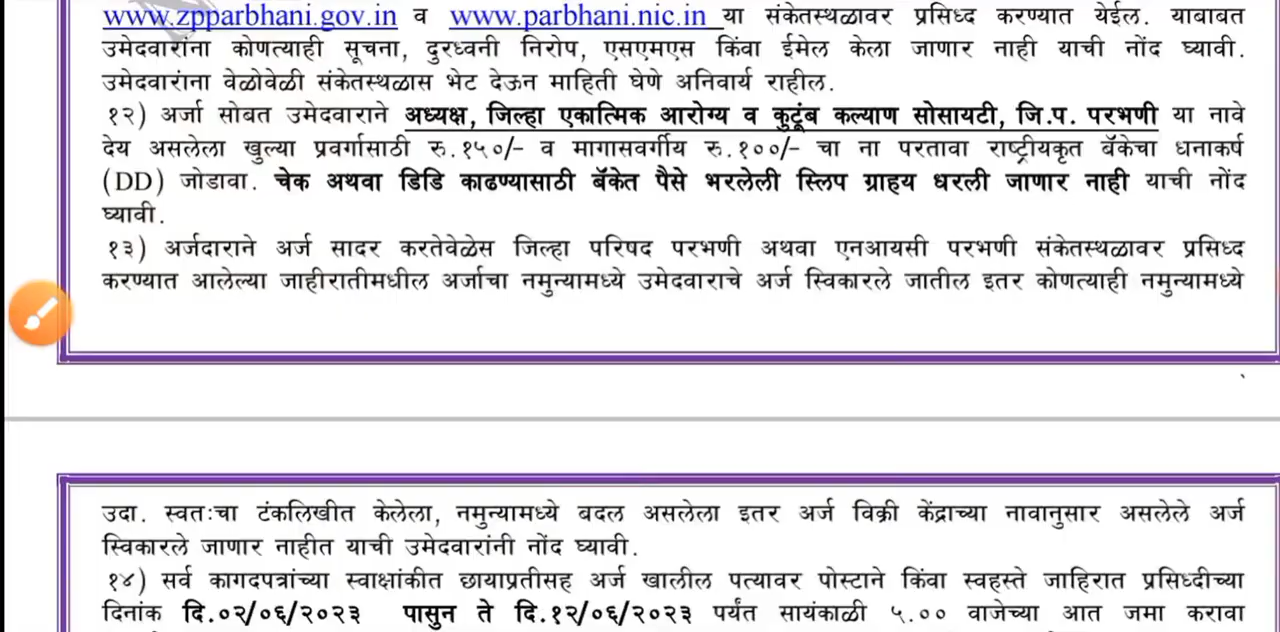 www.zpparbhani.gov.in व www.parbhani.nic.in या संकेतस्थळावर प्रसिध्द करण्यात येईल. याबाबत
उमेदवारांना कोणत्याही सूचना, दुरध्वनी निरोप, एसएमएस किंवा ईमेल केला जाणार नाही याची नोंद घ्यावी.
उमेदवारांना वेळोवेळी संकेतस्थळास भेट देऊन माहिती घेणे अनिवार्य राहील.
१२) अर्जा सोबत उमेदवाराने अध्यक्ष, जिल्हा एकात्मिक आरोग्य व कुटूंब कल्याण सोसायटी, जि.प. परभणी या नावे
देय असलेला खुल्या प्रवर्गासाठी रु.१५०/- व मागासवर्गीय रु.१००/- चा ना परतावा राष्ट्रीयकृत बॅकेचा धनाकर्ष
(DD) जोडावा. चेक अथवा डिडि काढण्यासाठी बॅकेत पैसे भरलेली स्लिप ग्राहय धरली जाणार नाही याची नोंद
घ्यावी.
१३) अर्जदाराने अर्ज सादर करतेवेळेस जिल्हा परिषद परभणी अथवा एनआयसी परभणी संकेतस्थळावर प्रसिध्द
करण्यात आलेल्या जाहीरातीमधील अर्जाचा नमुन्यामध्ये उमेदवाराचे अर्ज स्विकारले जातील इतर कोणत्याही नमुन्यामध्ये
उदा. स्वतःचा टंकलिखीत केलेला, नमुन्यामध्ये बदल असलेला इतर अर्ज विक्री केंद्राच्या नावानुसार असलेले अर्ज
स्विकारले जाणार नाहीत याची उमेदवारांनी नोंद घ्यावी.
१४) सर्व कागदपत्रांच्या स्वाक्षांकीत छायाप्रतीसह अर्ज खालील पत्यावर पोस्टाने किंवा स्वहस्ते जाहिरात प्रसिध्दीच्या
दिनांक दि.०२/०६/२०२३ पासुन ते दि.१२/०६/२०२३ पर्यंत सायंकाळी ५.०० वाजेच्या आत जमा करावा